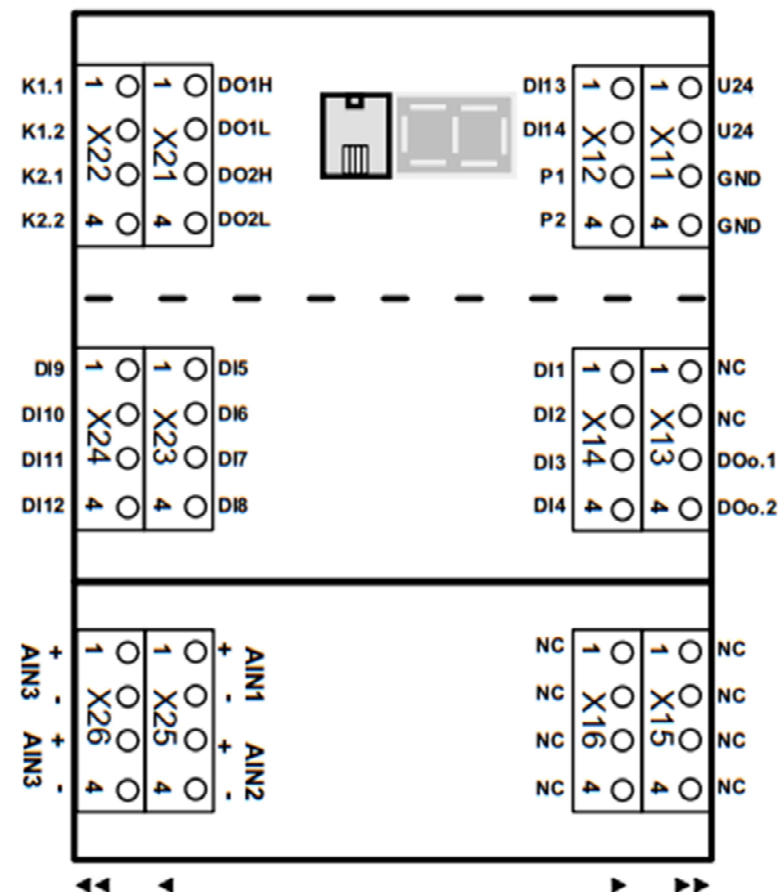 K1.1 1 1 DO1H DI13 1 1 U24
K1.2 X22 X21 DO1L DI14 X12 X11 U24
K2.1 DO2H P1 GND
K2.2 4 4 DO2L P2 4 4 GND
DI9 1 1 DI5 DI1 1 1 NC
DI10 X24 X23 DI6 DI2 X14 X13 NC
DI11 DI7 DI3 DOo.1
DI12 4 4 DI8 DI4 4 4 DOo.2
AIN3 + 1 1 + AIN1 NC 1 1 NC
- X26 X25 - NC X16 X15 NC
AIN3 + + AIN2 NC NC
- 4 4 - NC 4 4 NC